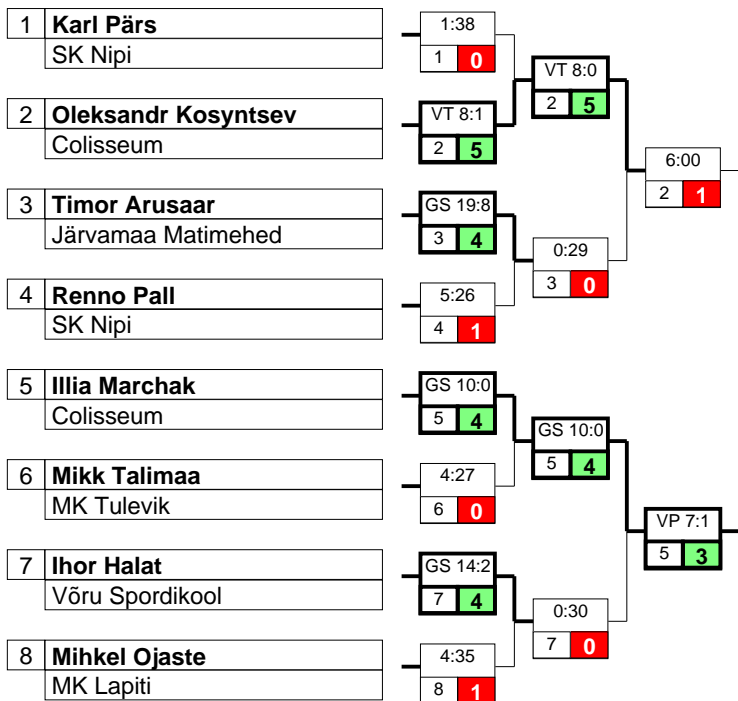 1 Karl Pärs
SK Nipi
1:38
1 0
VT 8:0
2 5
2 Oleksandr Kosyntsev
Colisseum
VT 8:1
2 5
6:00
2 1
3 Timor Arusaar
Järvamaa Matimehed
GS 19:8
3 4
0:29
3 0
4 Renno Pall
SK Nipi
5:26
4 1
5 Illia Marchak
Colisseum
GS 10:0
5 4
GS 10:0
5 4
6 Mikk Talimaa
MK Tulevik
4:27
6 0
VP 7:1
5 3
7 Ihor Halat
Võru Spordikool
GS 14:2
7 4
0:30
7 0
8 Mihkel Ojaste
MK Lapiti
4:35
8 1